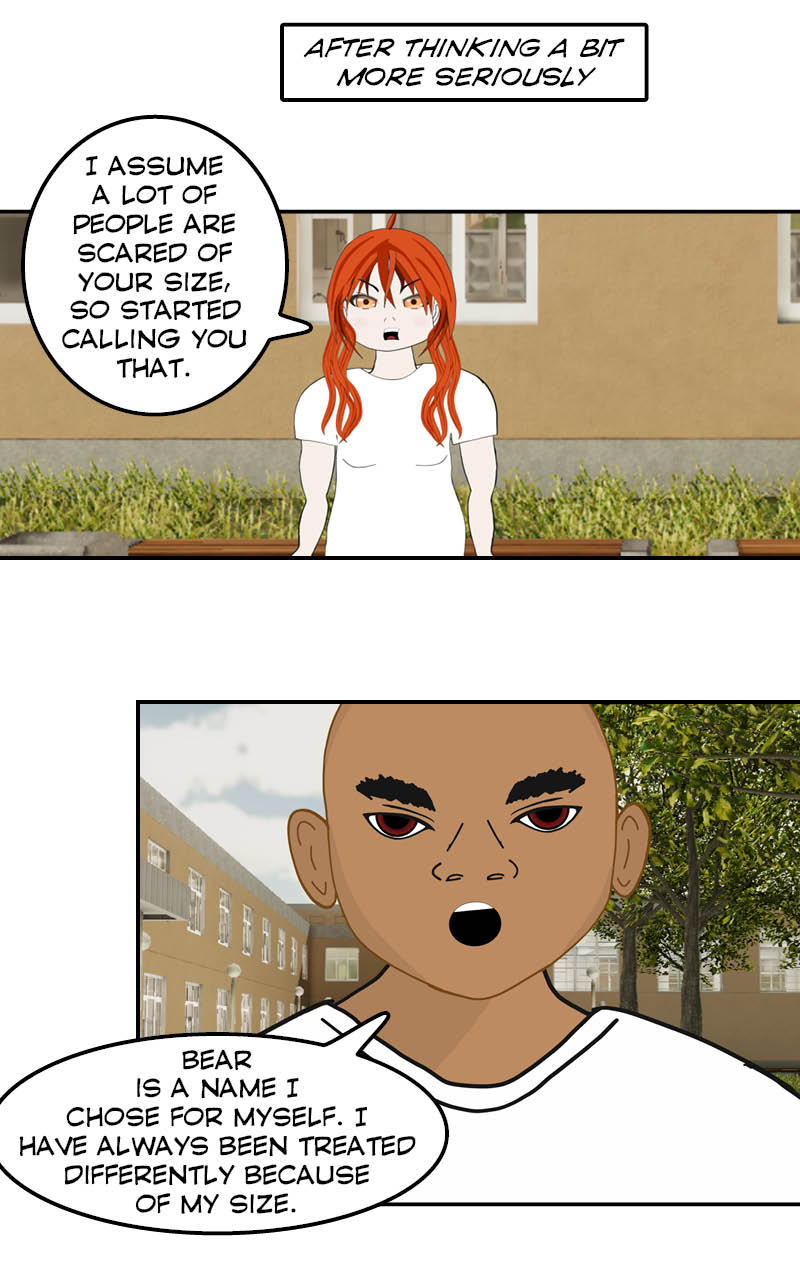 AFTER THINKING A BIT
MORE SERIOUSLY
I ASSUME
A LOT OF
PEOPLE ARE
SCARED OF
YOUR SIZE,
SO STARTED
CALLING YOU
THAT.
BEAR
IS A NAME I
CHOSE FOR MYSELF. I
HAVE ALWAYS BEEN TREATED
DIFFERENTLY BECAUSE
OF MY SIZE.